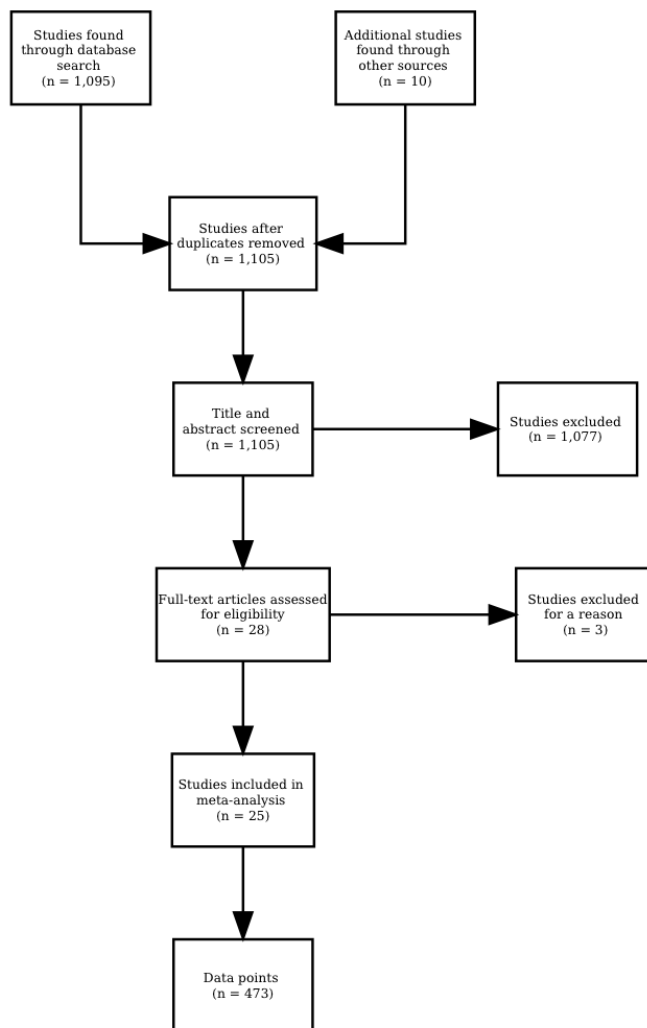 Studies found
through database
search
(n = 1,095)
Additional studies
found through
other sources
(n = 10)
Studies after
duplicates removed
(n = 1,105)
Title and
abstract screened
(n = 1,105)
Studies excluded
(n = 1,077)
Full-text articles assessed
for eligibility
(n = 28)
Studies excluded
for a reason
(n = 3)
Studies included in
meta-analysis
(n = 25)
Data points
(n = 473)